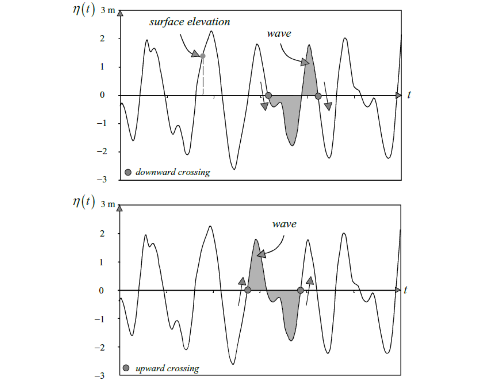 η(t)
3 m
surface elevation
wave
2
1
0
t
−1
−2
−3
downward crossing
η(t)
3 m
wave
2
1
0
t
−1
−2
−3
upward crossing